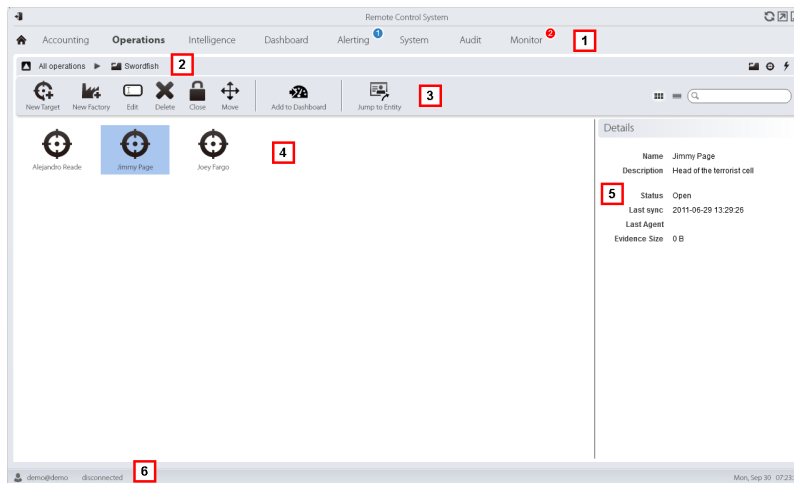 Remote Control System
Accounting Operations Intelligence Dashboard Alerting 1 System Audit Monitor 2 1
All operations Swordfish 2
New Target New Factory Edit Delete Close Move Add to Dashboard Jump to Entity 3
Details
Alejandro Reade Jimmy Page Joey Fargo 4
Name Jimmy Page
Description Head of the terrorist cell
5 Status Open
Last sync 2011-06-29 13:29:26
Last Agent
Evidence Size 0 B
demo@demo disconnected 6
Mon, Sep 30 07:23: